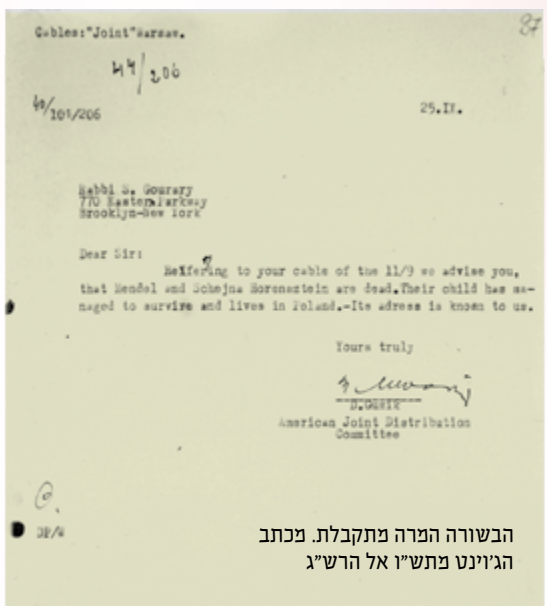 Cables:"Joint"Warsaw.
87
44/206
40/101/206
25.IX.
Rabbi S. Gourary
770 Eastern Parkway
Brooklyn-New York
Dear Sir:
Reffering to your cable of the 11/9 we advise you,
that Mendel and Schejna Horensztein are dead.Their child has ma-
naged to survive and lives in Poland.-Its adress is known to us.
Yours truly
D.Guzik
American Joint Distribution
Committee
הבשורה המרה מתקבלת. מכתב
הג'וינט מתש"ו אל הרש"ג